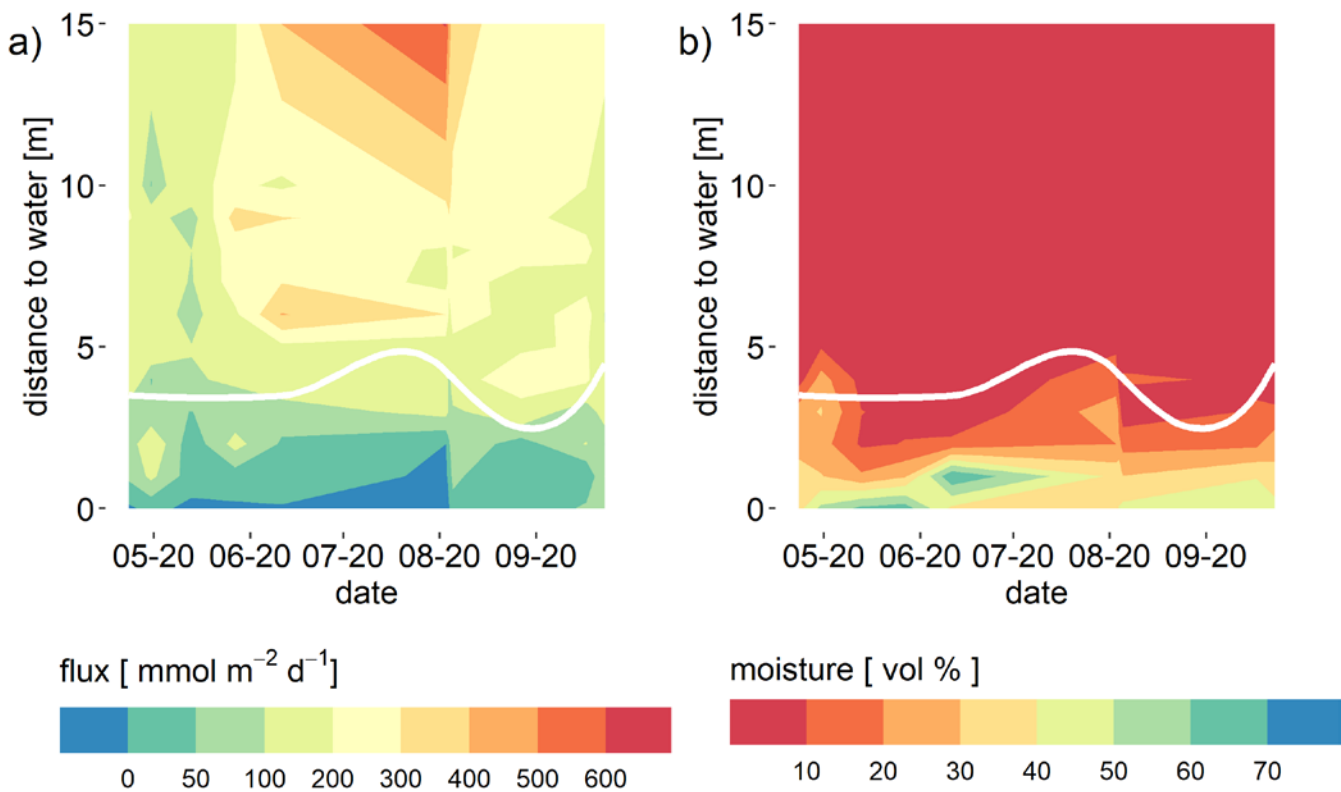 a)
distance to water [m]
15
10
5
0
05-20 06-20 07-20 08-20 09-20
date
flux [ mmol m⁻² d⁻¹]
0 50 100 200 300 400 500 600
b)
distance to water [m]
15
10
5
0
05-20 06-20 07-20 08-20 09-20
date
moisture [ vol % ]
10 20 30 40 50 60 70